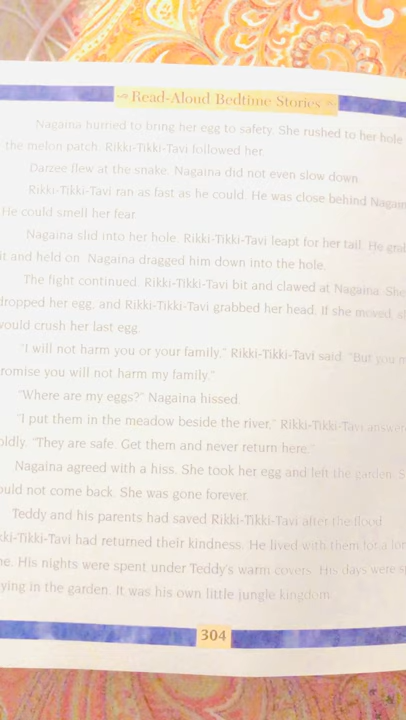 Read-Aloud Bedtime Stories
Nagaina hurried to bring her egg to safety. She rushed to her hole
the melon patch. Rikki-Tikki-Tavi followed her.
Darzee flew at the snake. Nagaina did not even slow down.
Rikki-Tikki-Tavi ran as fast as he could. He was close behind Nagain
He could smell her fear.
Nagaina slid into her hole. Rikki-Tikki-Tavi leapt for her tail. He grab
it and held on. Nagaina dragged him down into the hole.
The fight continued. Rikki-Tikki-Tavi bit and clawed at Nagaina. She
dropped her egg, and Rikki-Tikki-Tavi grabbed her head. If she moved,
would crush her last egg.
"I will not harm you or your family," Rikki-Tikki-Tavi said. "But you m
romise you will not harm my family."
"Where are my eggs?" Nagaina hissed.
"I put them in the meadow beside the river," Rikki-Tikki-Tavi answer
oldly. "They are safe. Get them and never return here."
Nagaina agreed with a hiss. She took her egg and left the garden. S
ould not come back. She was gone forever.
Teddy and his parents had saved Rikki-Tikki-Tavi after the flood.
kki-Tikki-Tavi had returned their kindness. He lived with them for a lon
me. His nights were spent under Teddy's warm covers. His days were sp
ying in the garden. It was his own little jungle kingdom.
304